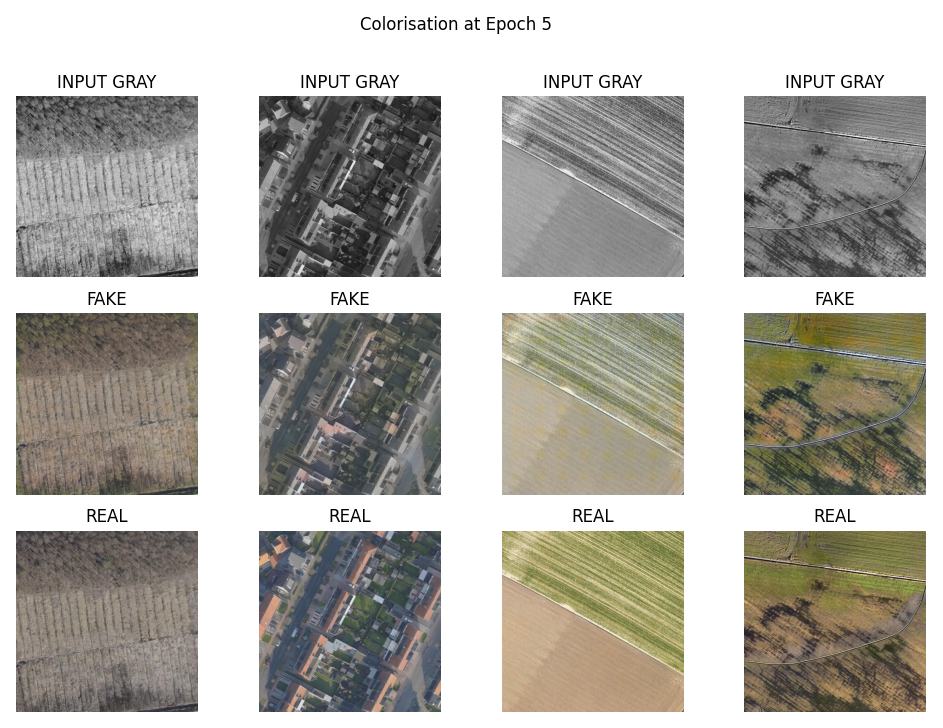 Colorisation at Epoch 5
INPUT GRAY INPUT GRAY INPUT GRAY INPUT GRAY
FAKE FAKE FAKE FAKE
REAL REAL REAL REAL